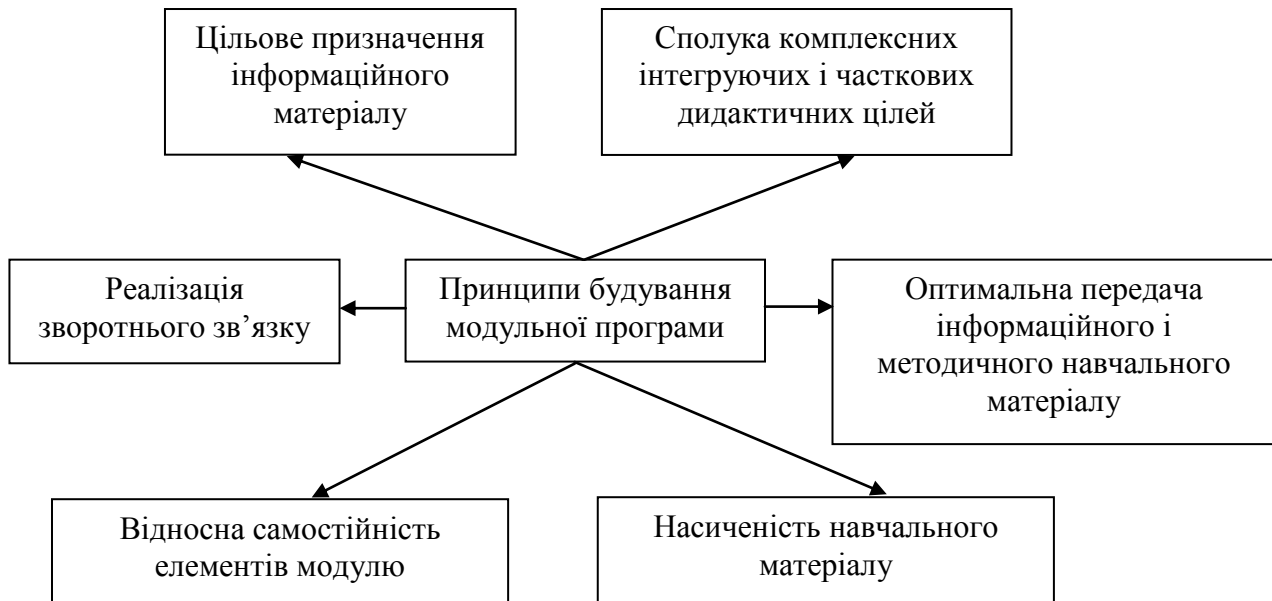 Цільове призначення
інформаційного
матеріалу
Сполука комплексних
інтегруючих і часткових
дидактичних цілей
Реалізація
зворотнього зв’язку
Принципи будування
модульної програми
Оптимальна передача
інформаційного і
методичного навчального
матеріалу
Відносна самостійність
елементів модулю
Насиченість навчального
матеріалу